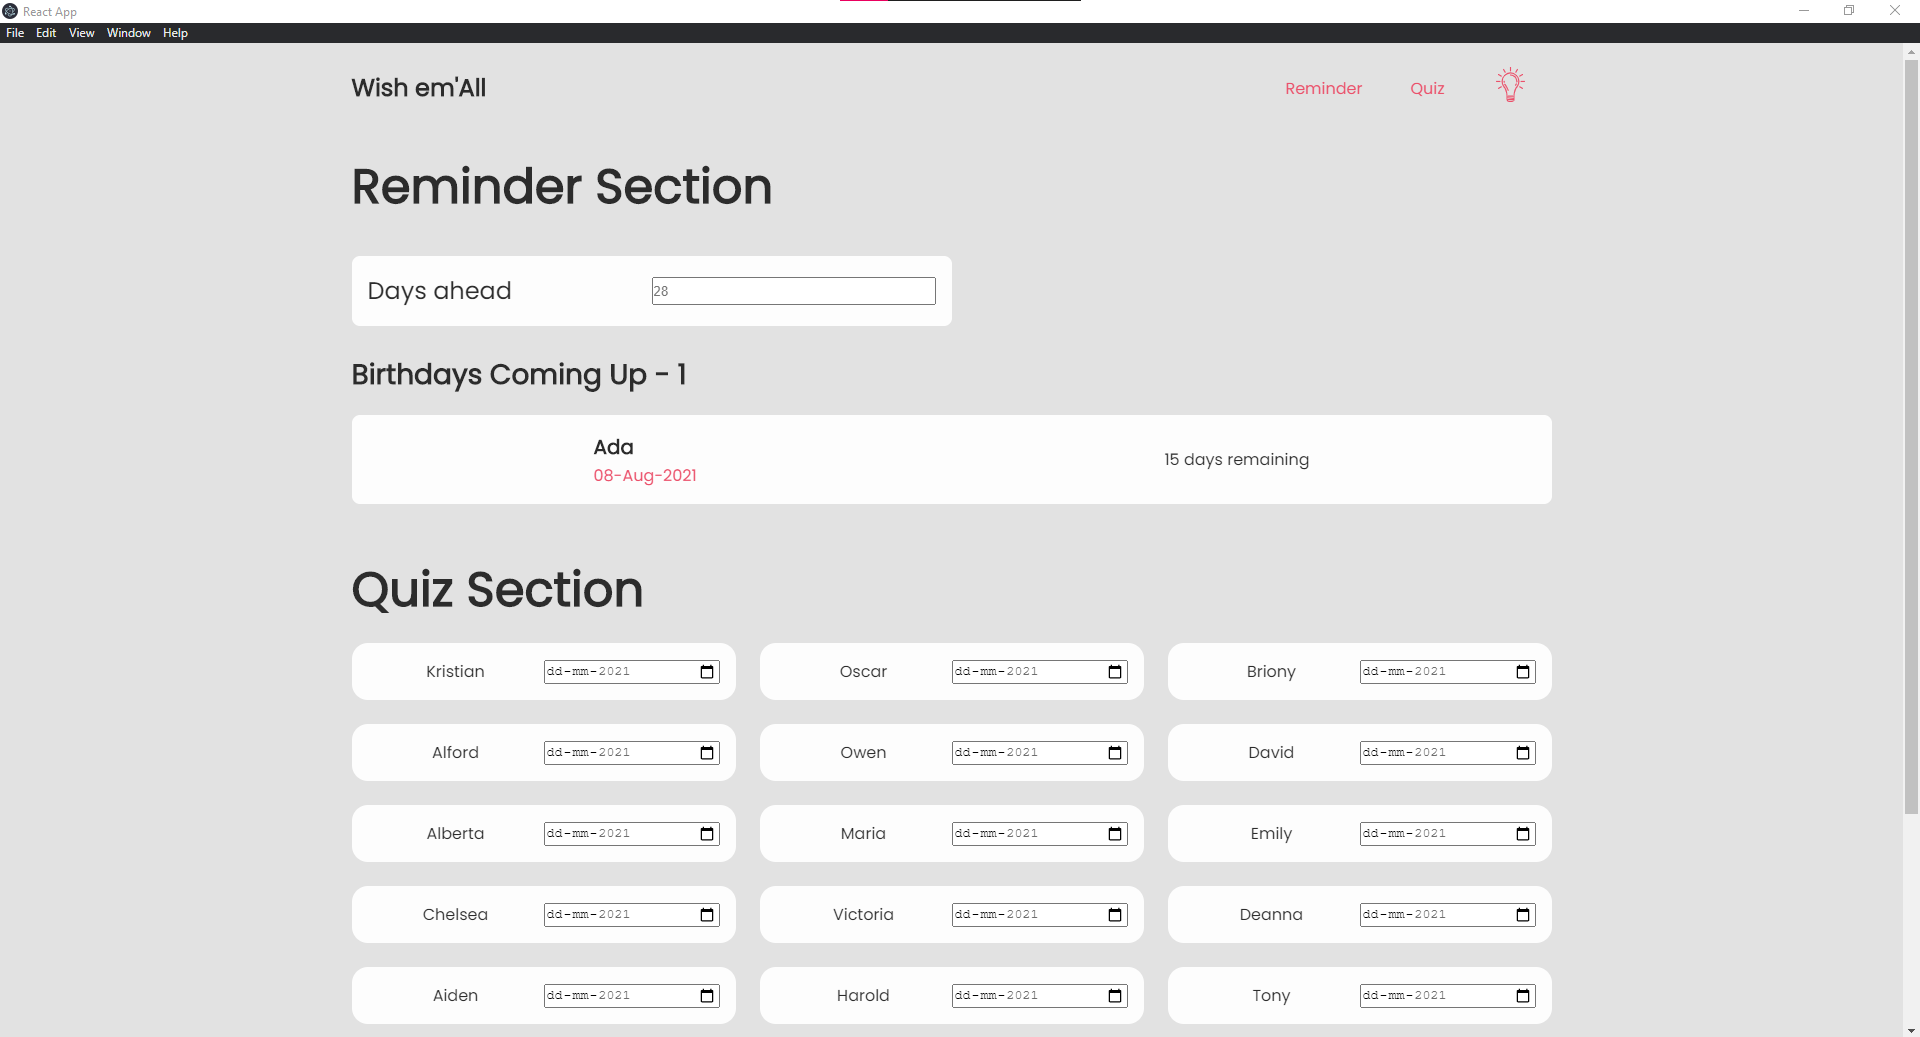 React App
File Edit View Window Help
Wish em'All
Reminder Quiz
Reminder Section
Days ahead 28
Birthdays Coming Up - 1
Ada
08-Aug-2021
15 days remaining
Quiz Section
Kristian dd-mm-2021 Oscar dd-mm-2021 Briony dd-mm-2021
Alford dd-mm-2021 Owen dd-mm-2021 David dd-mm-2021
Alberta dd-mm-2021 Maria dd-mm-2021 Emily dd-mm-2021
Chelsea dd-mm-2021 Victoria dd-mm-2021 Deanna dd-mm-2021
Aiden dd-mm-2021 Harold dd-mm-2021 Tony dd-mm-2021